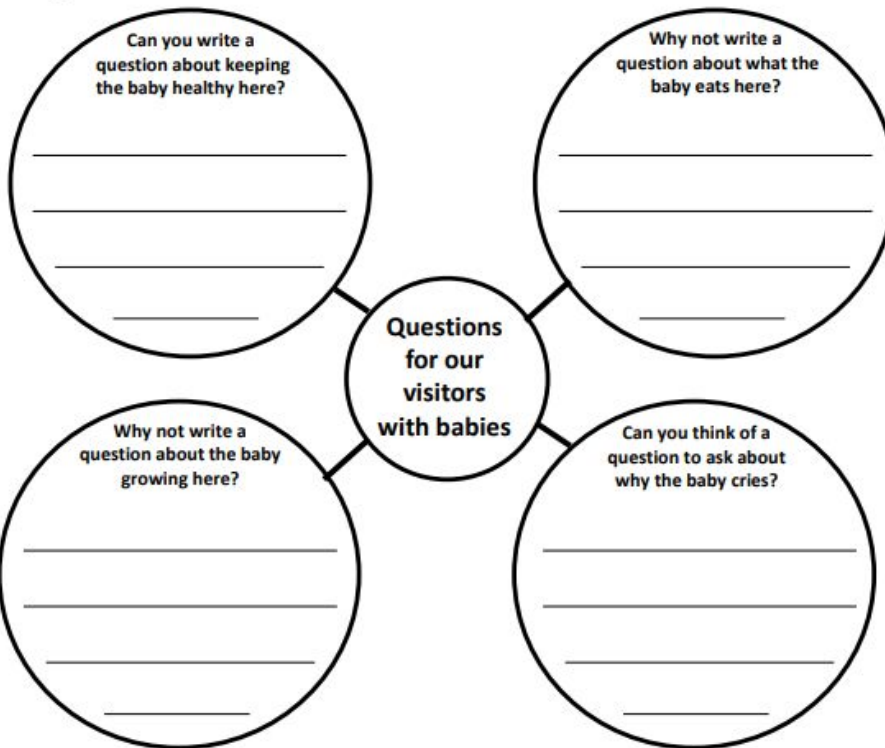 Can you write a
question about keeping
the baby healthy here?
Why not write a
question about what the
baby eats here?
Questions
for our
visitors
with babies
Why not write a
question about the baby
growing here?
Can you think of a
question to ask about
why the baby cries?